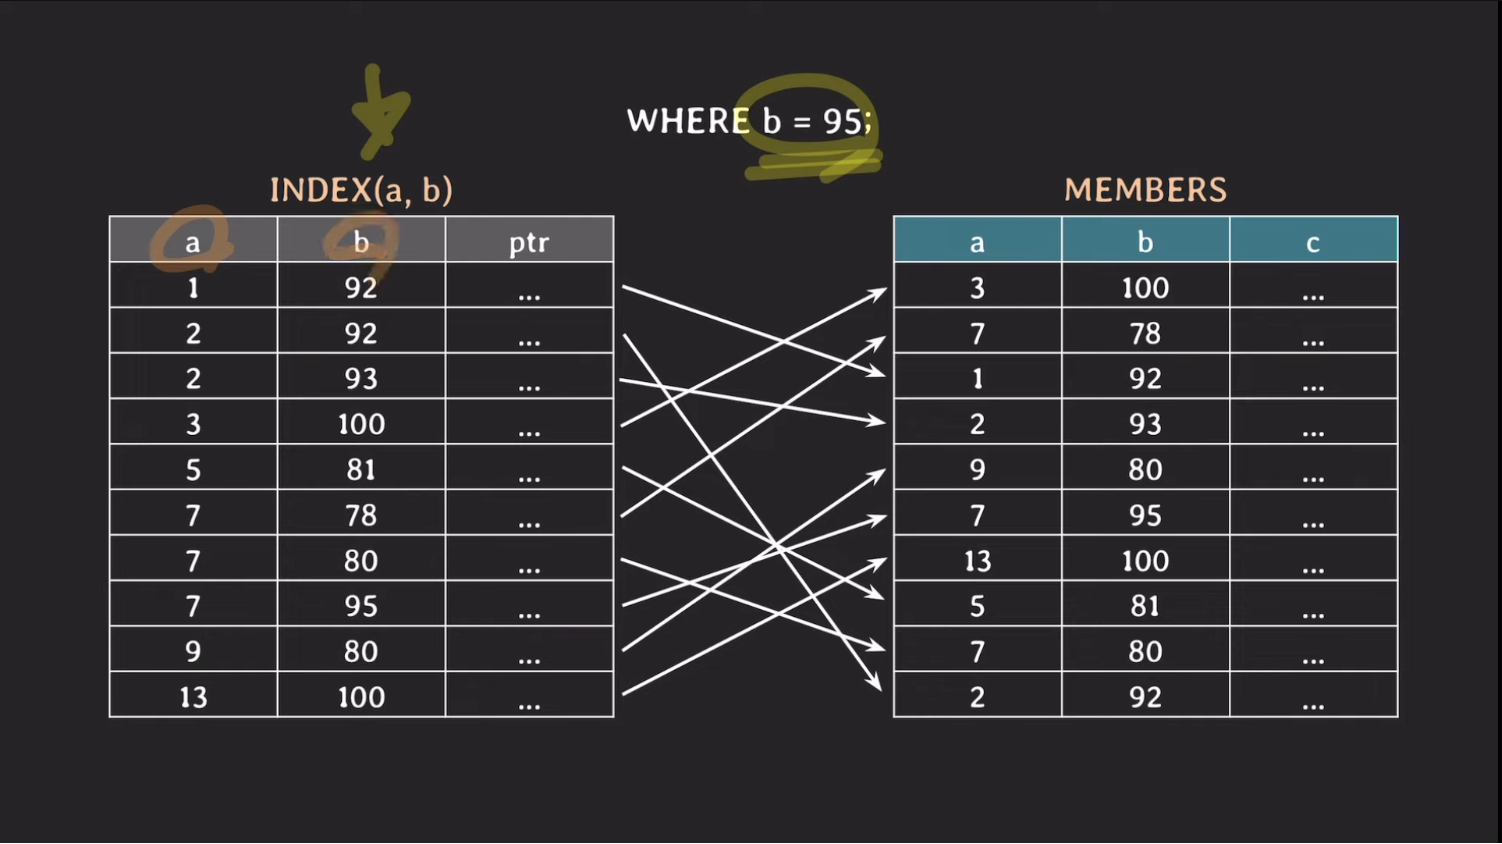 WHERE b = 95;
INDEX(a, b)
a b ptr
1 92 ...
2 92 ...
2 93 ...
3 100 ...
5 81 ...
7 78 ...
7 80 ...
7 95 ...
9 80 ...
13 100 ...
MEMBERS
a b c
3 100 ...
7 78 ...
1 92 ...
2 93 ...
9 80 ...
7 95 ...
13 100 ...
5 81 ...
7 80 ...
2 92 ...